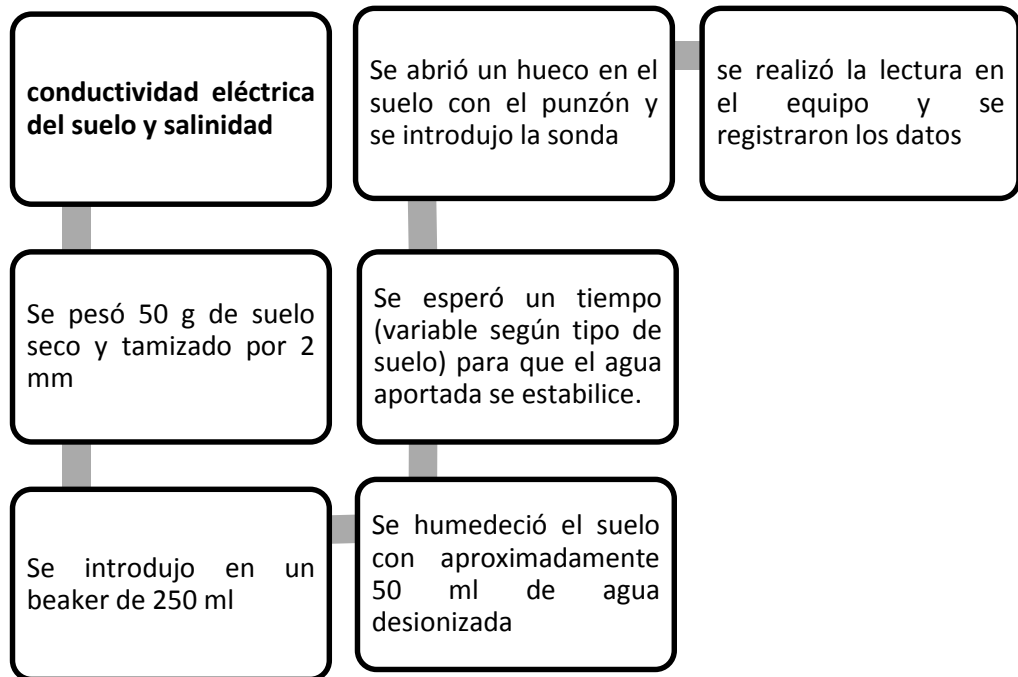 conductividad eléctrica
del suelo y salinidad
Se pesó 50 g de suelo
seco y tamizado por 2
mm
Se introdujo en un
beaker de 250 ml
Se humedeció el suelo
con aproximadamente
50 ml de agua
desionizada
Se esperó un tiempo
(variable según tipo de
suelo) para que el agua
aportada se estabilice.
Se abrió un hueco en el
suelo con el punzón y
se introdujo la sonda
se realizó la lectura en
el equipo y se
registraron los datos